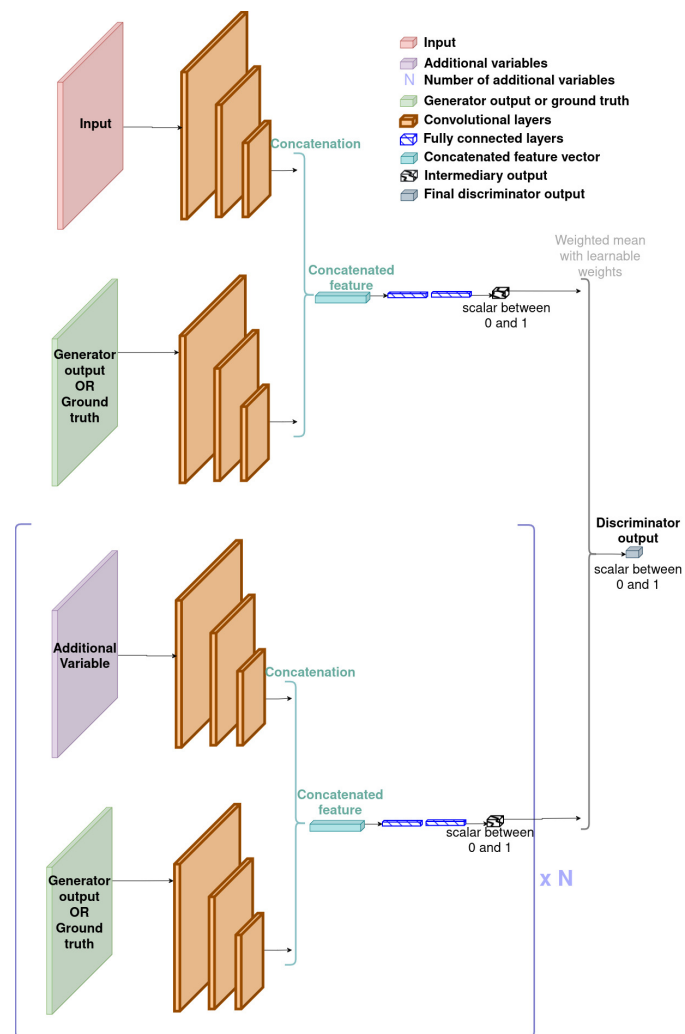 Input
Additional variables
N Number of additional variables
Generator output or ground truth
Convolutional layers
Fully connected layers
Concatenated feature vector
Intermediary output
Final discriminator output
Input
Concatenation
Weighted mean
with learnable
weights
Concatenated
feature
scalar between
0 and 1
Generator
output
OR
Ground
truth
Discriminator
output
scalar between
0 and 1
Additional
Variable
Concatenation
Concatenated
feature
scalar between
0 and 1
x N
Generator
output
OR
Ground
truth